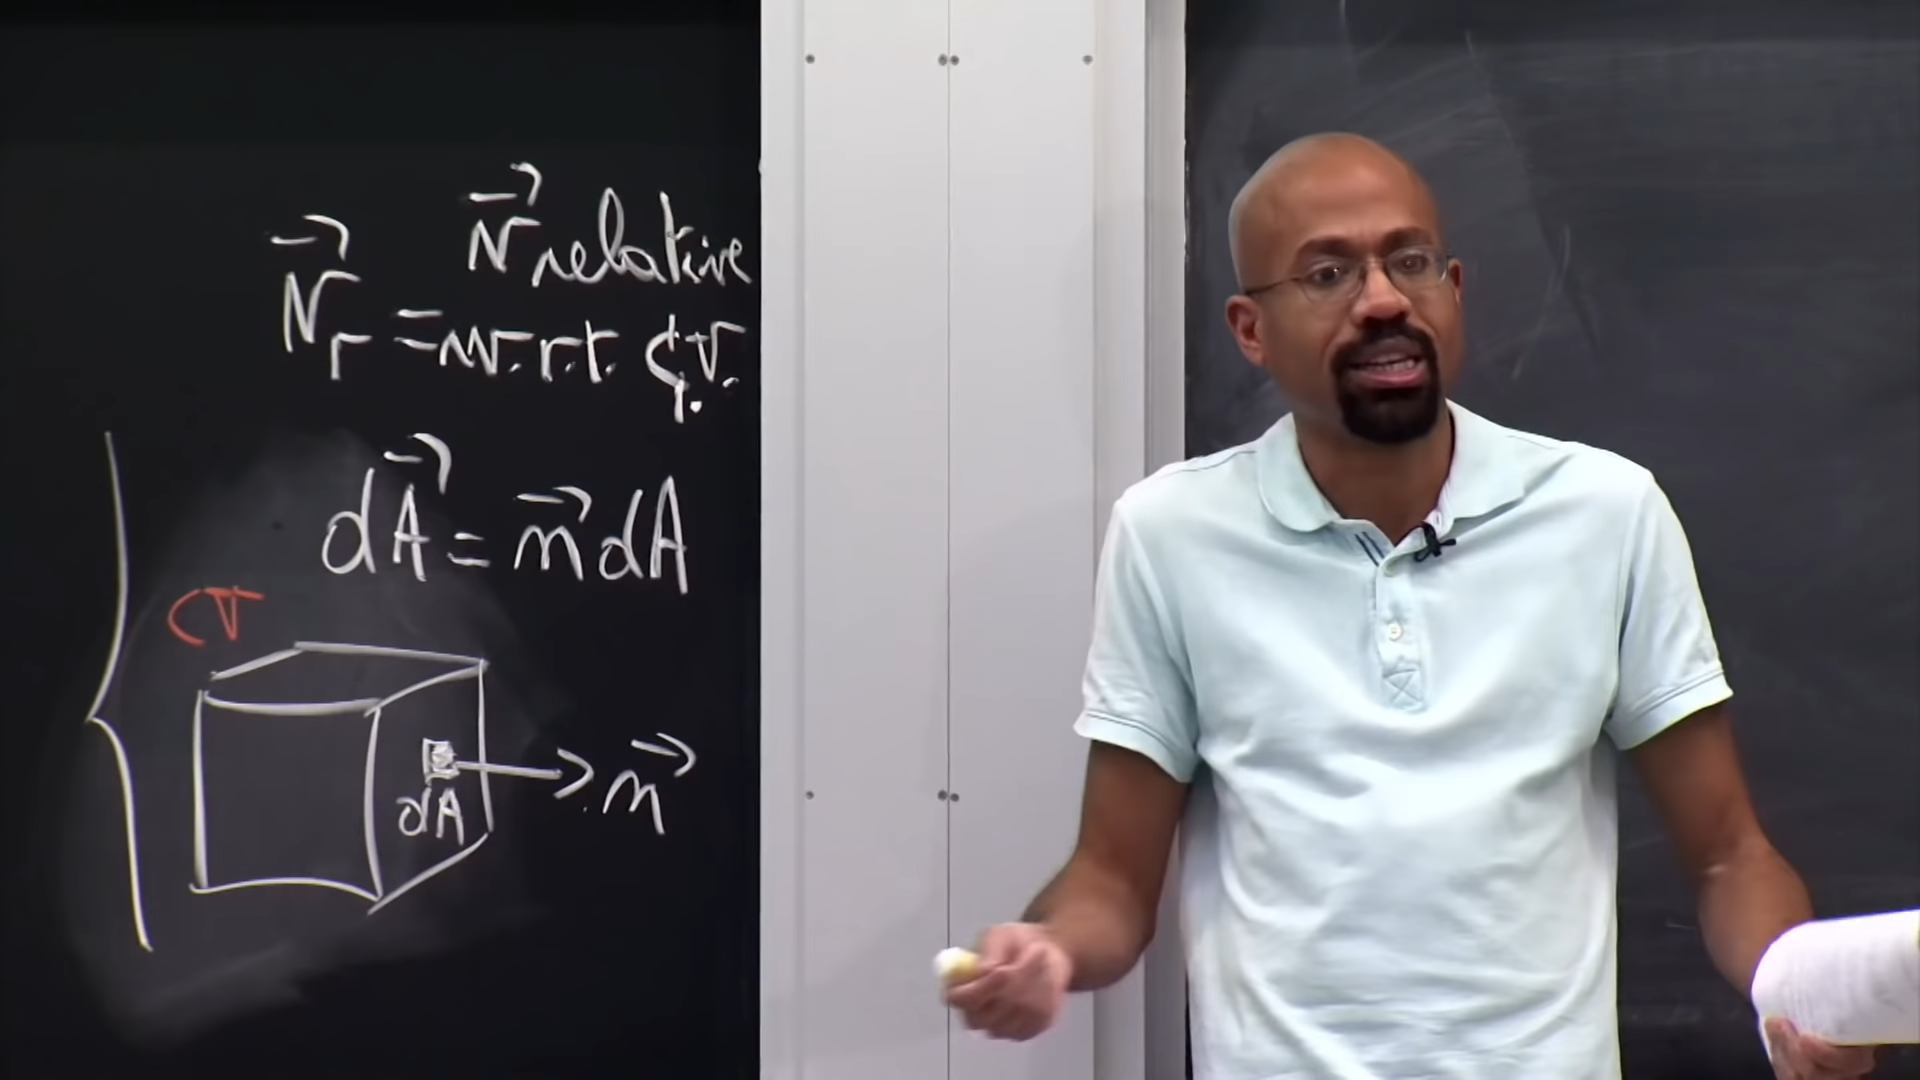 v⃗ relative
v⃗r = w.r.t. C.V.
dA⃗ = n⃗ dA
CV
dA
n⃗